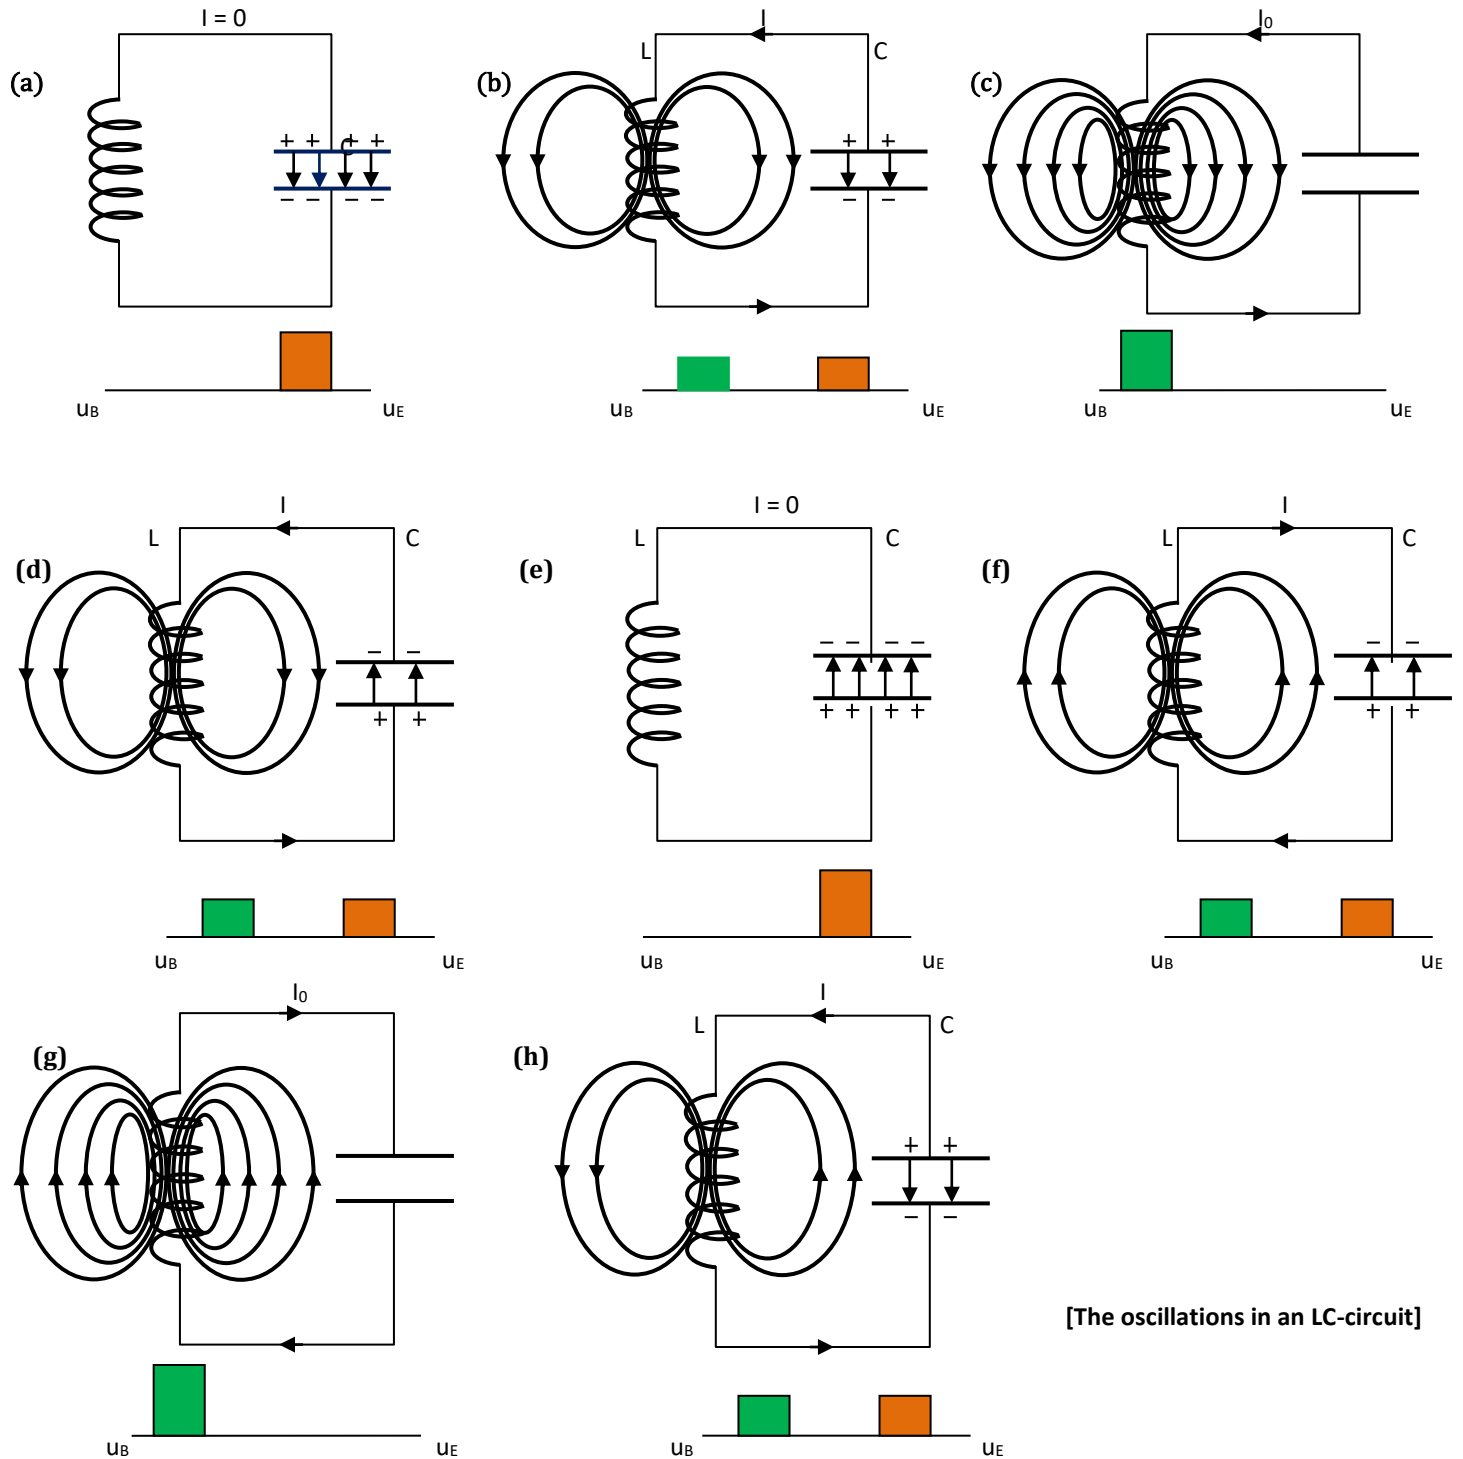 I = 0
(a)
+ + + +
C
− − − −
uB uE
I
L C
(b)
+ +
− −
uB uE
I0
(c)
uB uE
I
L C
(d)
− −
+ +
uB uE
I = 0
L C
(e)
− − − −
+ + + +
uB uE
I
L C
(f)
− −
+ +
uB uE
I0
(g)
uB uE
I
L C
(h)
+ +
− −
uB uE
[The oscillations in an LC-circuit]